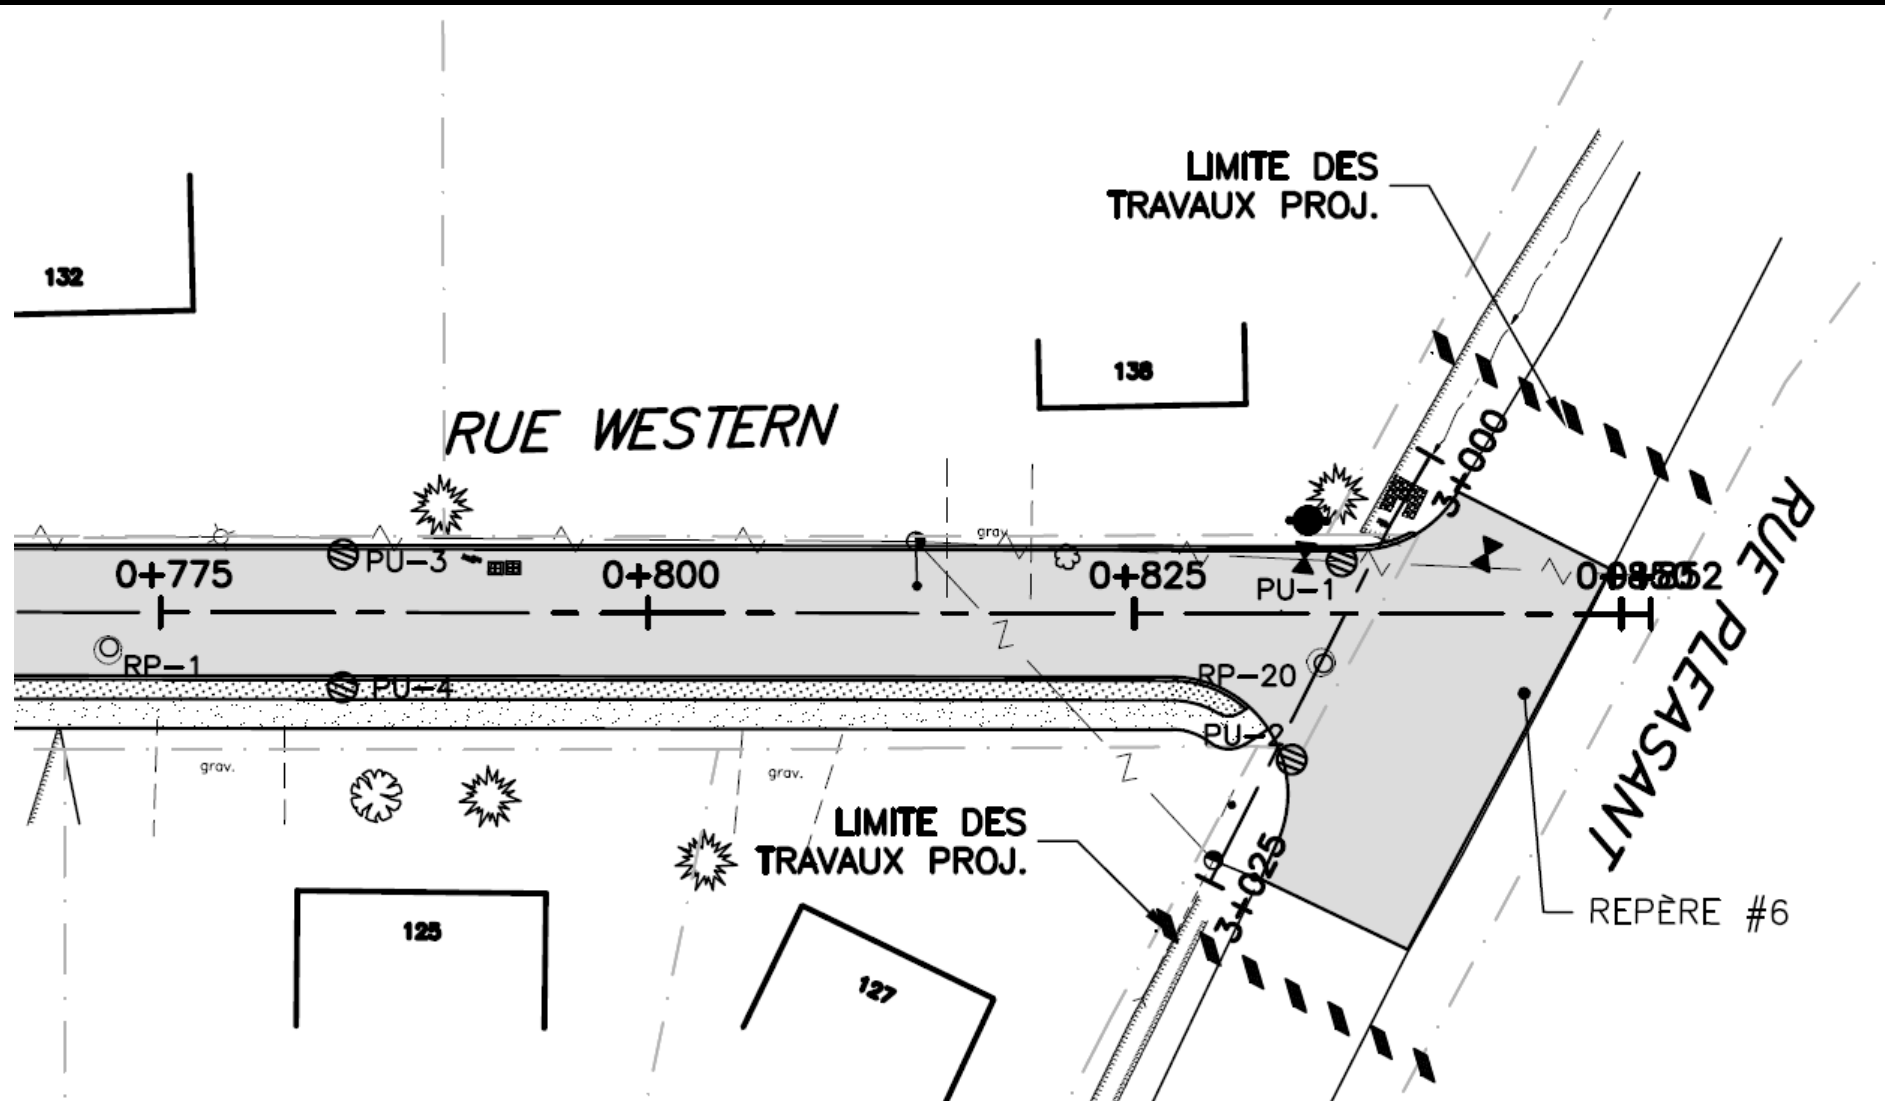 LIMITE DES
TRAVAUX PROJ.
132
138
RUE WESTERN
3+000
grav.
PU-3
0+775
0+800
0+825
PU-1
RP-1
PU-4
RP-20
PU-2
RUE PLEASANT
grav.
grav.
LIMITE DES
TRAVAUX PROJ.
3+025
REPÈRE #6
125
127